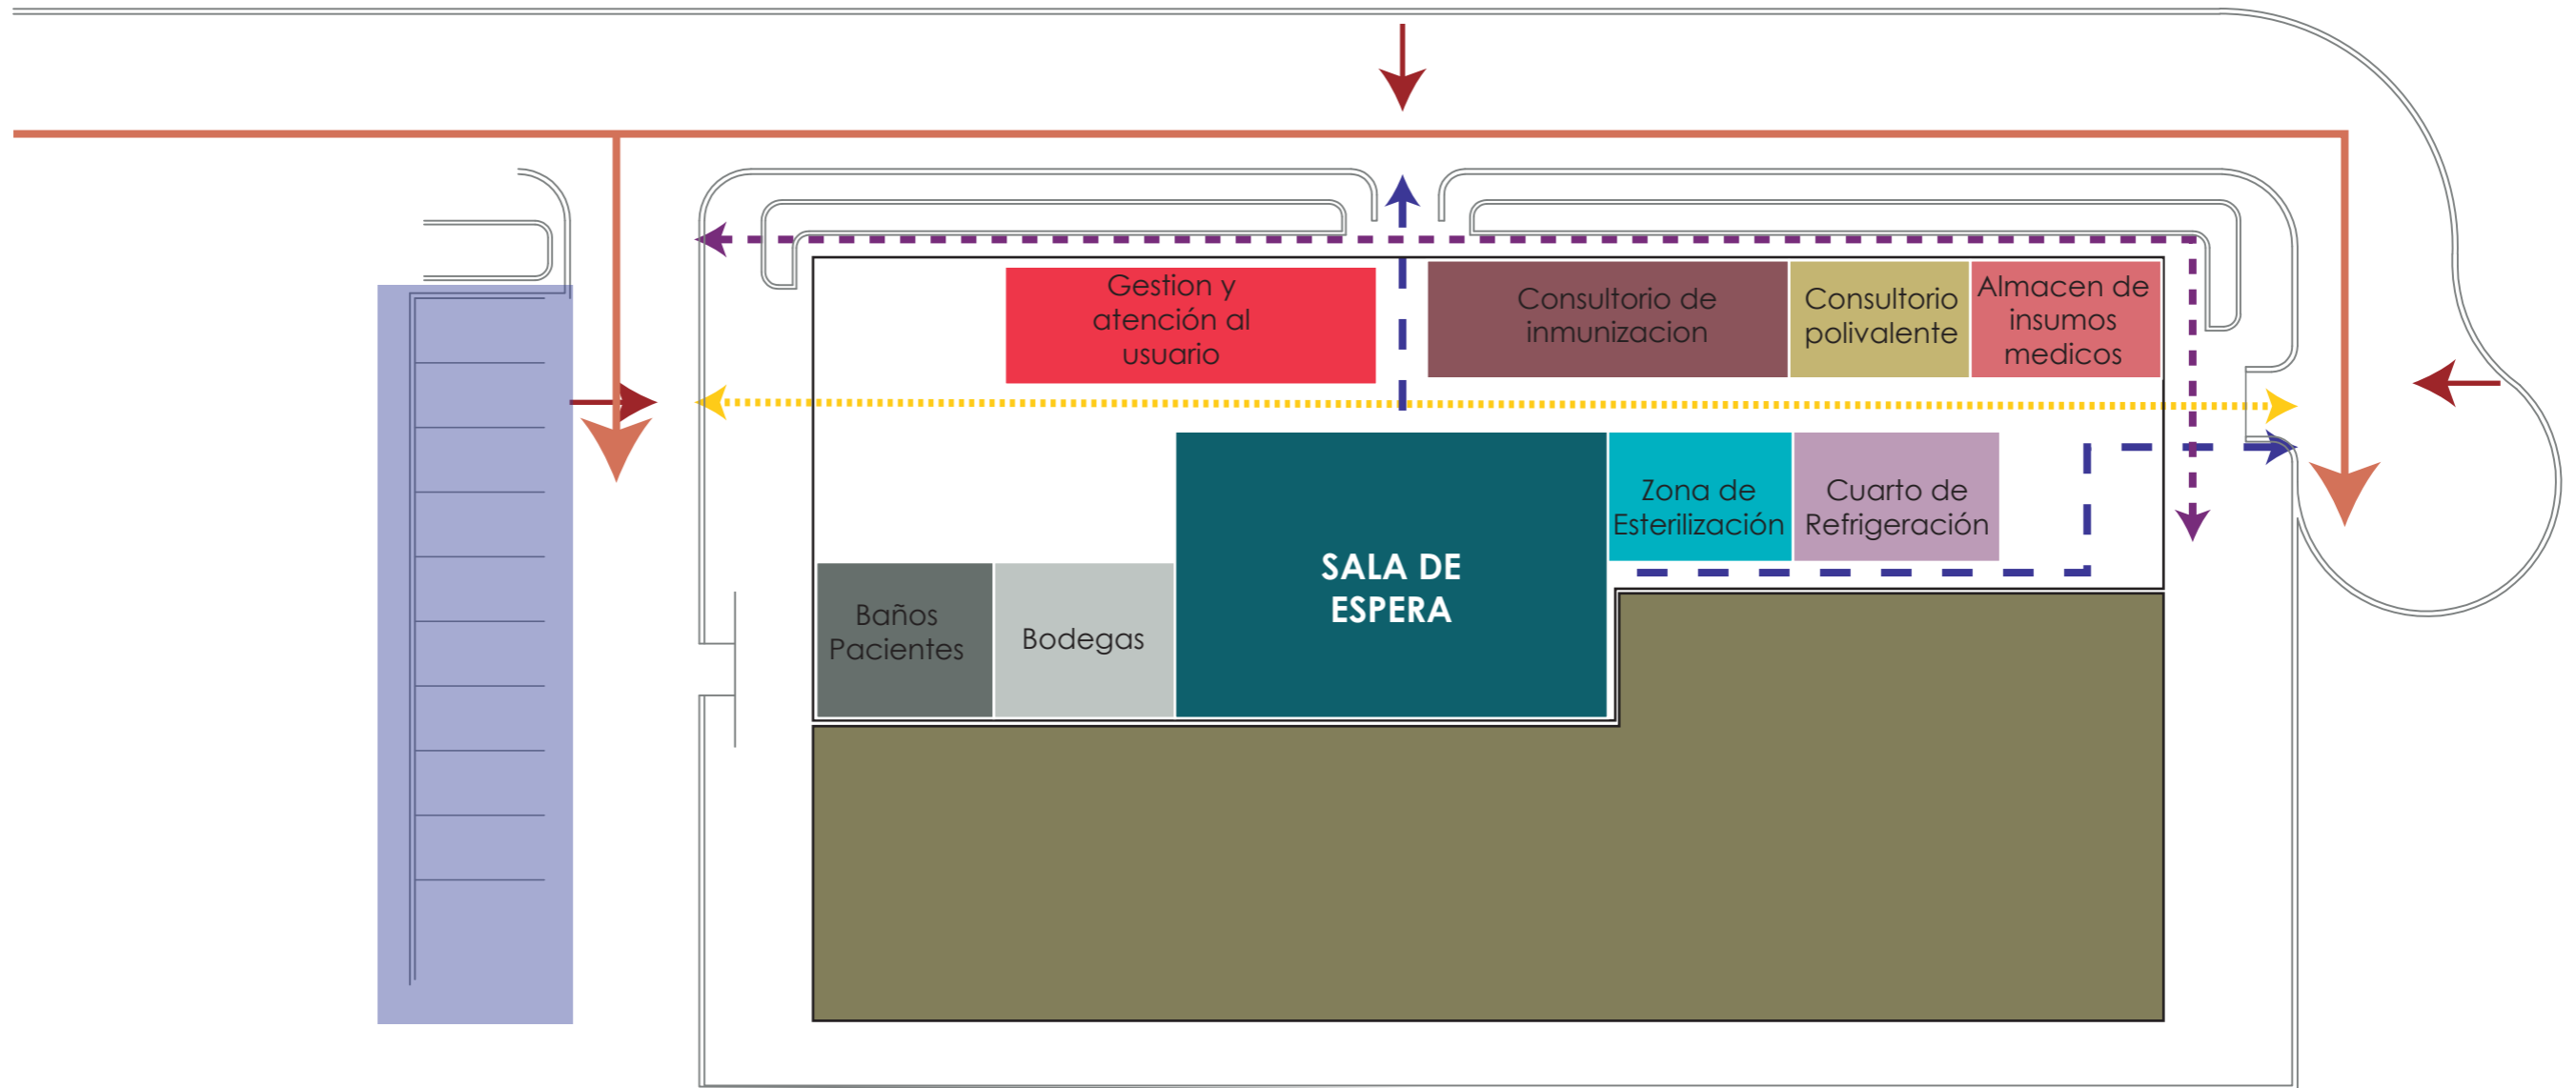 Gestion y
atención al
usuario
Consultorio de
inmunizacion
Consultorio
polivalente
Almacen de
insumos
medicos
Zona de
Esterilización
Cuarto de
Refrigeración
SALA DE
ESPERA
Baños
Pacientes
Bodegas